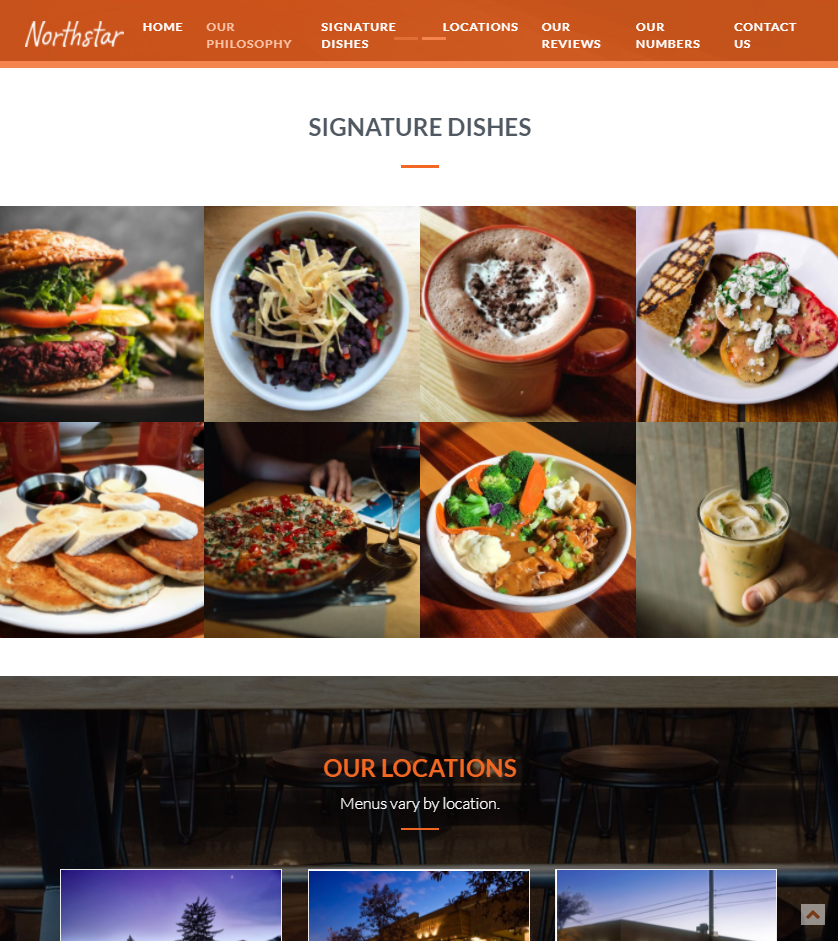 Northstar
HOME
OUR
PHILOSOPHY
SIGNATURE
DISHES
LOCATIONS
OUR
REVIEWS
OUR
NUMBERS
CONTACT
US
SIGNATURE DISHES
OUR LOCATIONS
Menus vary by location.